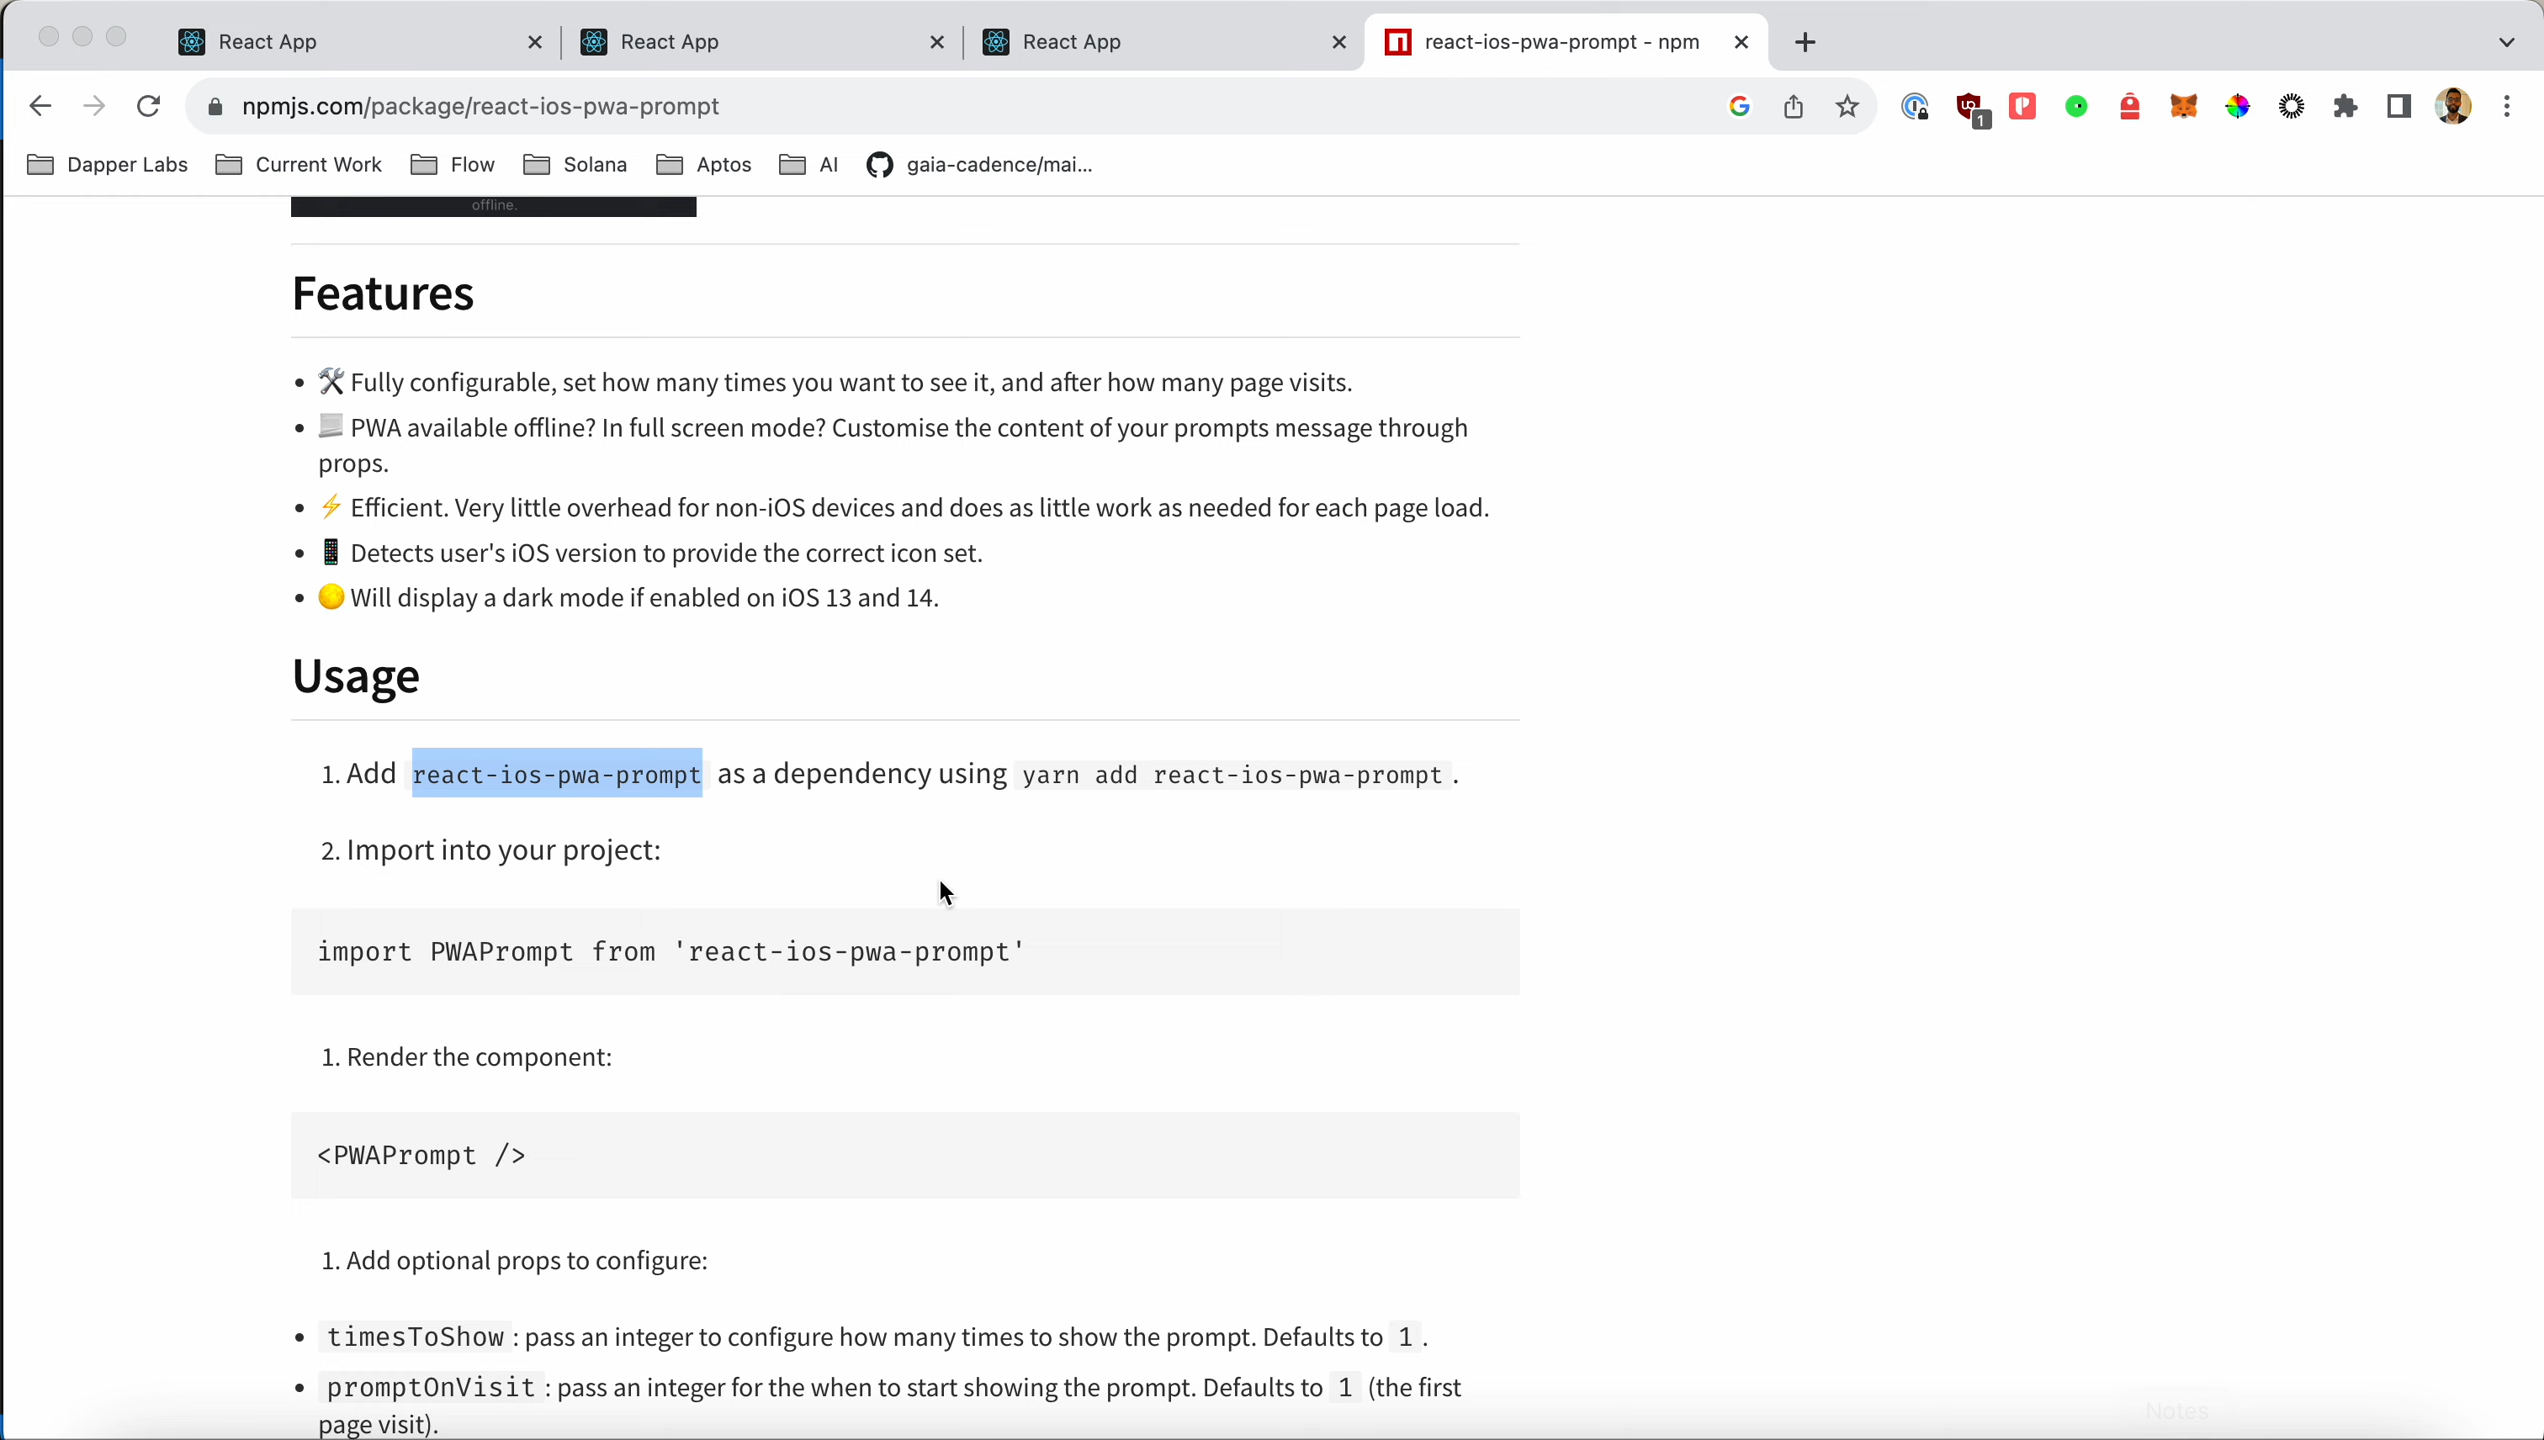 React App
React App
React App
react-ios-pwa-prompt - npm
npmjs.com/package/react-ios-pwa-prompt
1
Dapper Labs
Current Work
Flow
Solana
Aptos
AI
gaia-cadence/mai...
offline.
Features
Fully configurable, set how many times you want to see it, and after how many page visits.
PWA available offline? In full screen mode? Customise the content of your prompts message through
props.
Efficient. Very little overhead for non-iOS devices and does as little work as needed for each page load.
Detects user's iOS version to provide the correct icon set.
Will display a dark mode if enabled on iOS 13 and 14.
Usage
1. Add react-ios-pwa-prompt as a dependency using yarn add react-ios-pwa-prompt.
2. Import into your project:
import PWAPrompt from 'react-ios-pwa-prompt'
1. Render the component:
<PWAPrompt />
1. Add optional props to configure:
timesToShow: pass an integer to configure how many times to show the prompt. Defaults to 1.
promptOnVisit: pass an integer for the when to start showing the prompt. Defaults to 1 (the first
page visit).
Notes